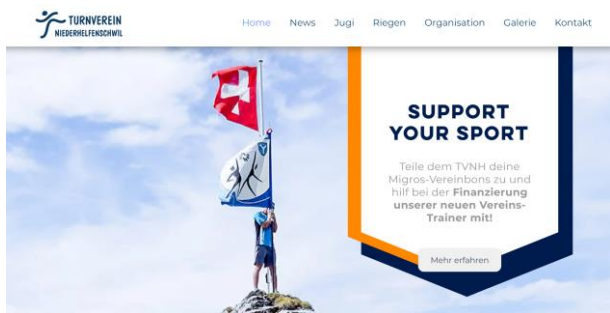 TURNVEREIN
NIEDERHELFENSCHWIL
Home News Jugi Riegen Organisation Galerie Kontakt
SUPPORT
YOUR SPORT
Teile dem TVNH deine
Migros-Vereinbons zu und
hilf bei der Finanzierung
unserer neuen Vereins-
Trainer mit!
Mehr erfahren